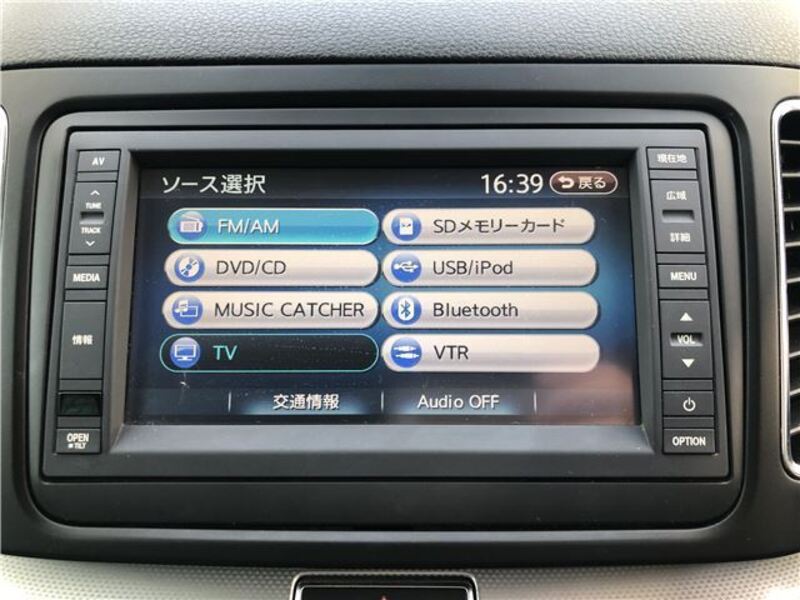 AV
TUNE
TRACK
MEDIA
情報
OPEN
TILT
ソース選択
16:39
戻る
FM/AM
SDメモリーカード
DVD/CD
USB/iPod
MUSIC CATCHER
Bluetooth
TV
VTR
交通情報
Audio OFF
現在地
広域
詳細
MENU
VOL
OPTION